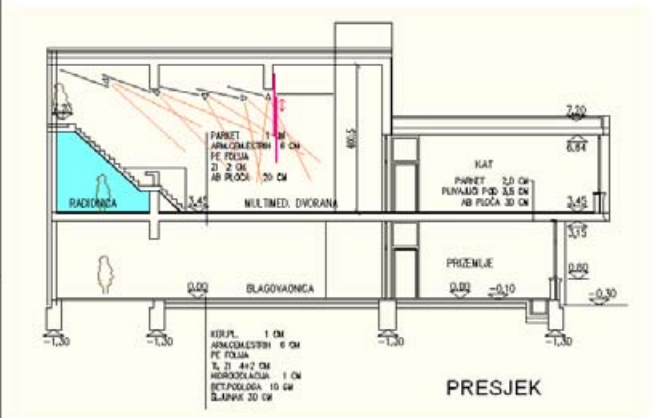 7,20
6,84
PARKET 1 CM
ARM.CEM.ESTRIH 6 CM
PE FOLIJA
ZI 2 CM
AB PLOČA 20 CM
KAT
PARKET 2,0 CM
PLIVAJUĆI POD 3,5 CM
AB PLOČA 30 CM
RADIONICA
3,45
MULTIMED. DVORANA
3,45
3,15
PRIZEMLJE
0,80
0,00
BLAGOVAONICA
0,00
-0,10
-0,30
-1,30
-1,30
-1,30
-1,30
KER.PL. 1 CM
ARM.CEM.ESTRIH 6 CM
PE FOLIJA
TI, ZI 4+2 CM
HIDROIZOLACIJA 1 CM
BET.PODLOGA 10 CM
ŠLJUNAK 20 CM
PRESJEK